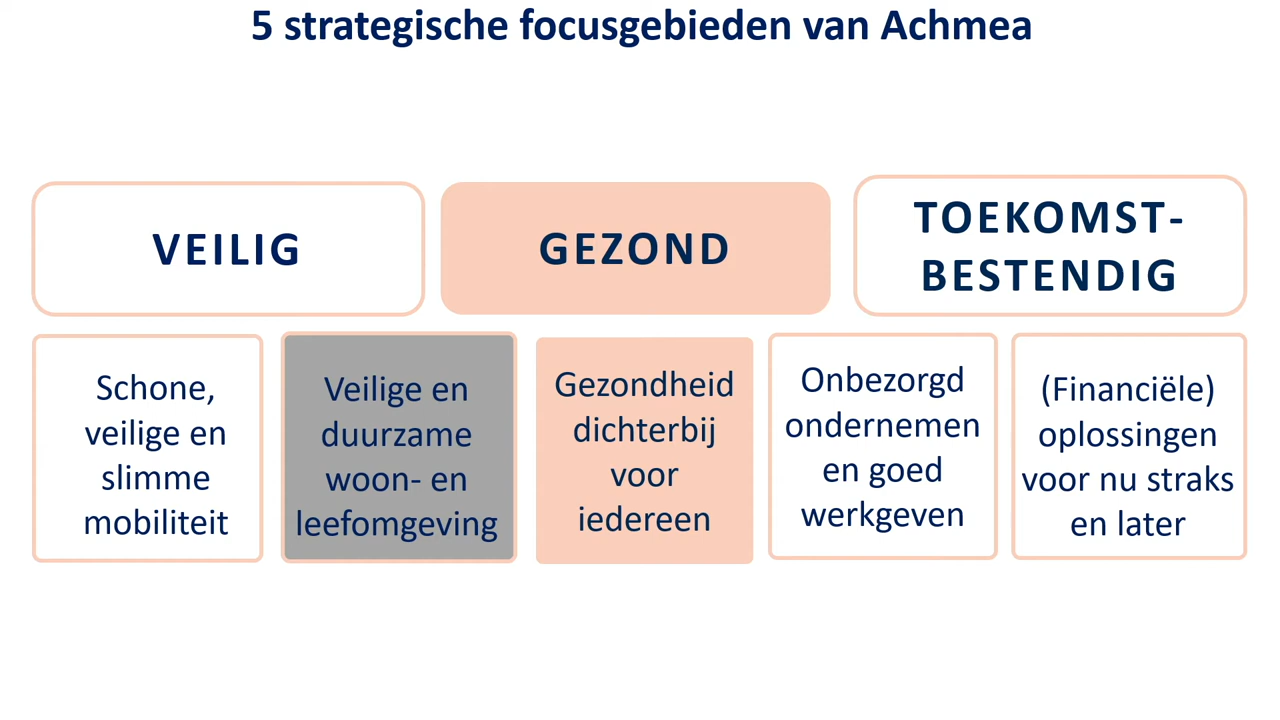 5 strategische focusgebieden van Achmea
VEILIG
GEZOND
TOEKOMST-
BESTENDIG
Schone,
veilige en
slimme
mobiliteit
Veilige en
duurzame
woon- en
leefomgeving
Gezondheid
dichterbij
voor
iedereen
Onbezorgd
ondernemen
en goed
werkgeven
(Financiële)
oplossingen
voor nu straks
en later